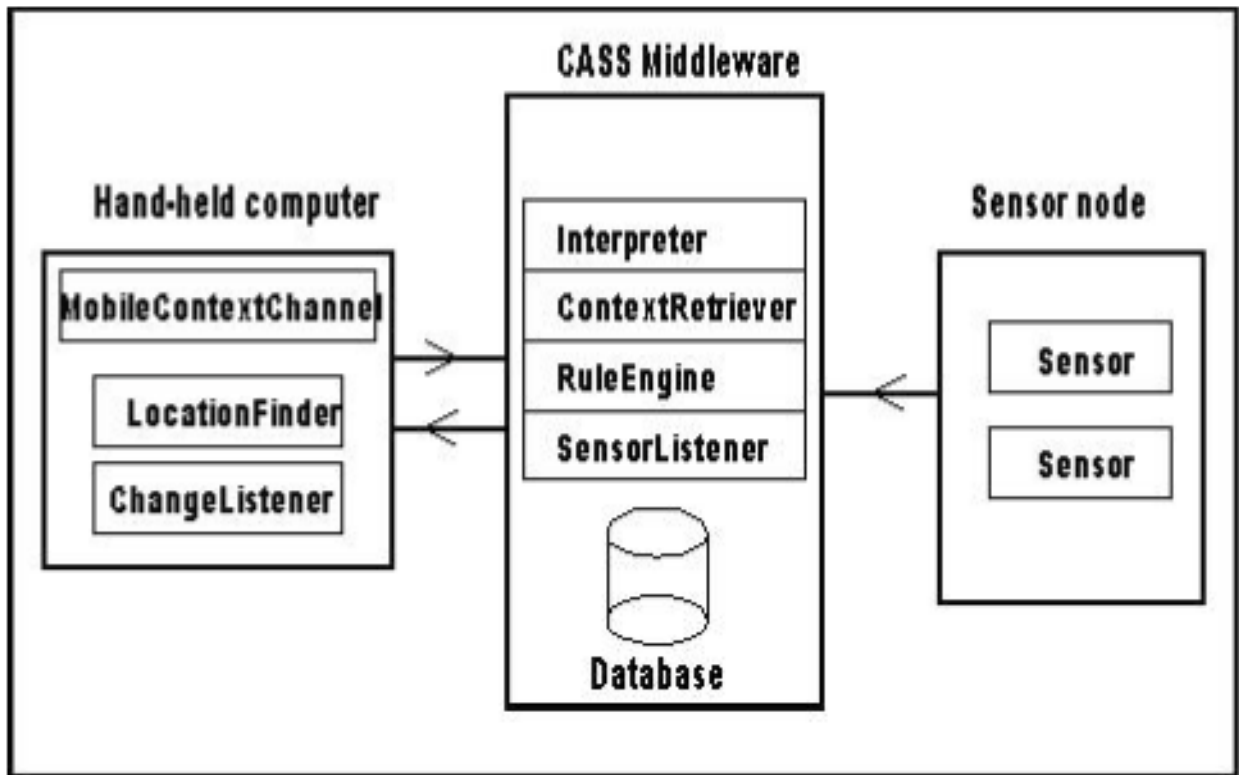 CASS Middleware
Hand-held computer
MobileContextChannel
LocationFinder
ChangeListener
Interpreter
ContextRetriever
RuleEngine
SensorListener
Database
Sensor node
Sensor
Sensor